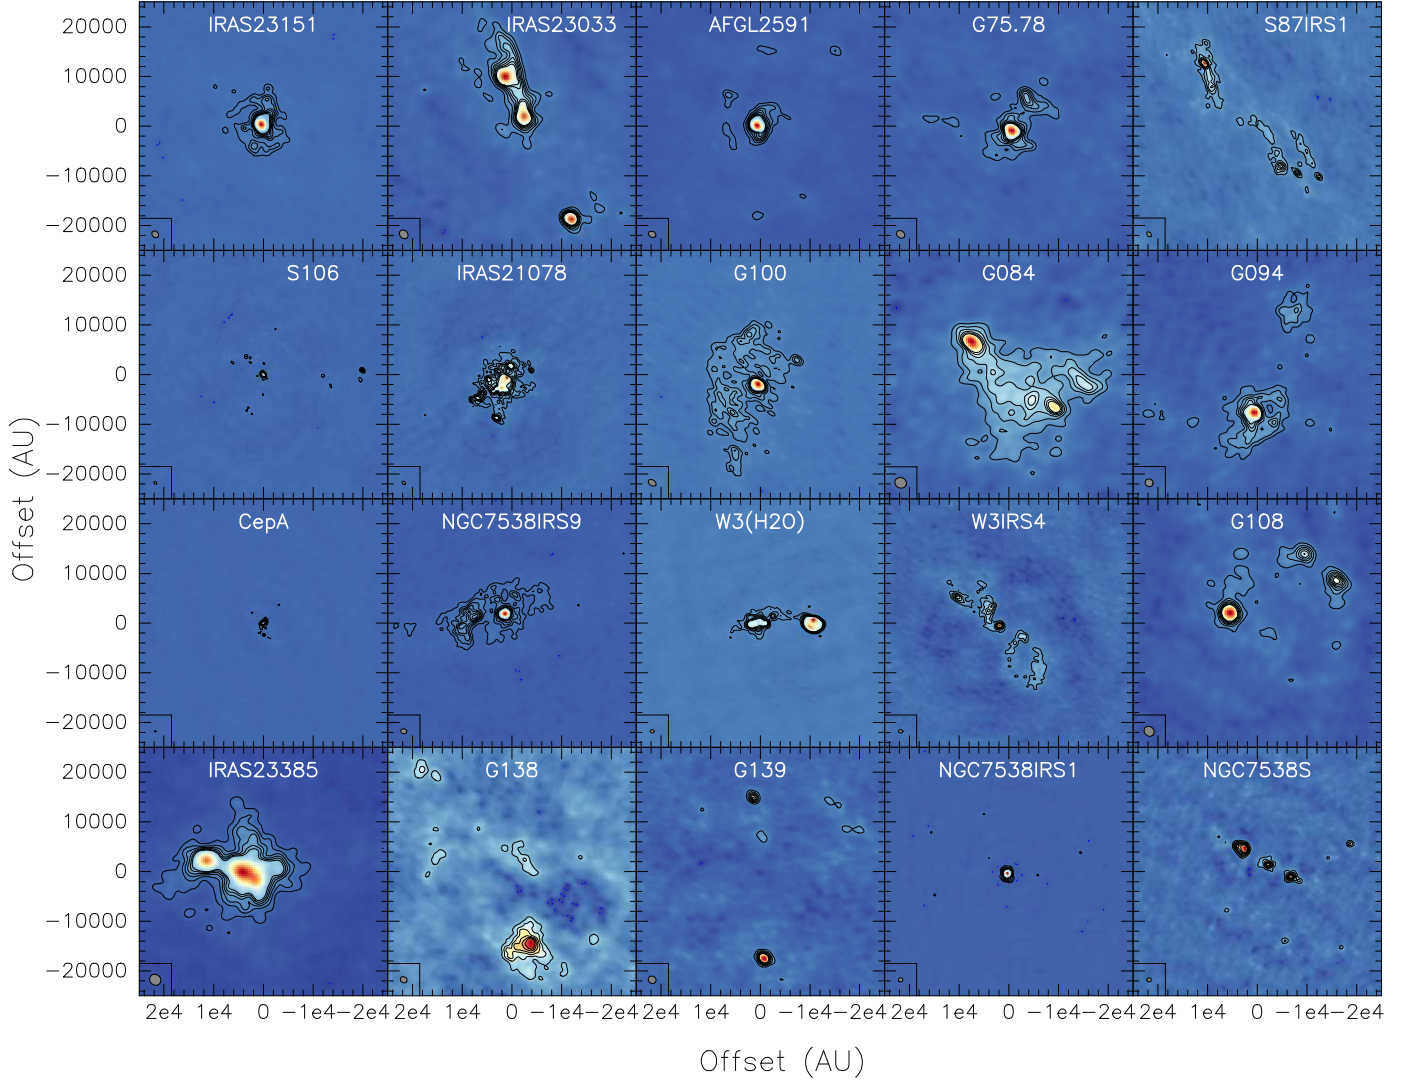 IRAS23151 IRAS23033 AFGL2591 G75.78 S87IRS1
20000
10000
0
−10000
−20000
S106 IRAS21078 G100 G084 G094
20000
10000
0
−10000
−20000
CepA NGC7538IRS9 W3(H2O) W3IRS4 G108
20000
10000
0
−10000
−20000
IRAS23385 G138 G139 NGC7538IRS1 NGC7538S
20000
10000
0
−10000
−20000
2e4 1e4 0 −1e4 −2e4 2e4 1e4 0 −1e4 −2e4 2e4 1e4 0 −1e4 −2e4 2e4 1e4 0 −1e4 −2e4 2e4 1e4 0 −1e4 −2e4
Offset (AU)
Offset (AU)